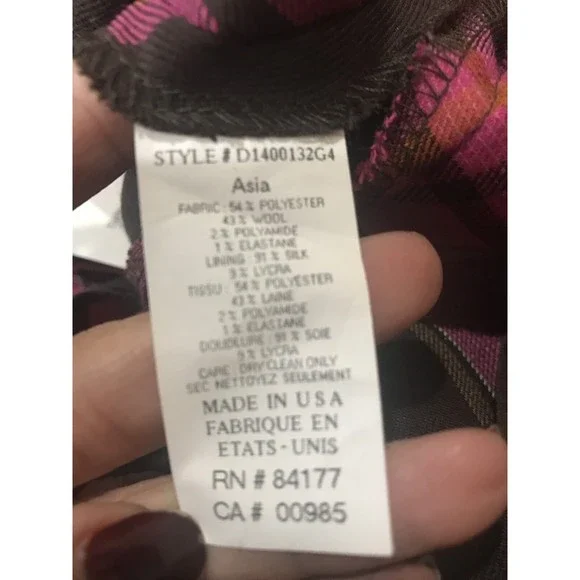 STYLE # D1400132G4
Asia
FABRIC: 54% POLYESTER
43% WOOL
2% POLYAMIDE
1% ELASTANE
LINING: 91% SILK
9% LYCRA
TISSU: 54% POLYESTER
43% LAINE
2% POLYAMIDE
1% ELASTANE
DOUDLURE: 91% SOIE
9% LYCRA
CARE: DRY CLEAN ONLY
SEC NETTOYEZ SEULEMENT
MADE IN USA
FABRIQUE EN
ETATS-UNIS
RN # 84177
CA # 00985